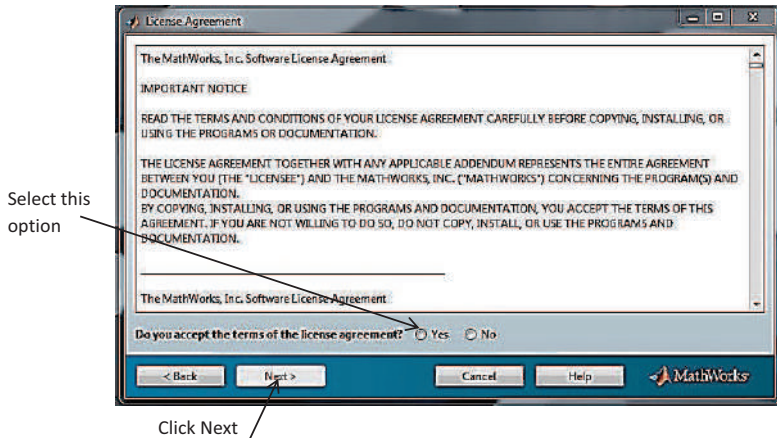 License Agreement
The MathWorks, Inc. Software License Agreement
IMPORTANT NOTICE
READ THE TERMS AND CONDITIONS OF YOUR LICENSE AGREEMENT CAREFULLY BEFORE COPYING, INSTALLING, OR
USING THE PROGRAMS OR DOCUMENTATION.
THE LICENSE AGREEMENT TOGETHER WITH ANY APPLICABLE ADDENDUM REPRESENTS THE ENTIRE AGREEMENT
BETWEEN YOU (THE "LICENSEE") AND THE MATHWORKS, INC. ("MATHWORKS") CONCERNING THE PROGRAM(S) AND
DOCUMENTATION.
BY COPYING, INSTALLING, OR USING THE PROGRAMS AND DOCUMENTATION, YOU ACCEPT THE TERMS OF THIS
AGREEMENT. IF YOU ARE NOT WILLING TO DO SO, DO NOT COPY, INSTALL, OR USE THE PROGRAMS AND
DOCUMENTATION.
Select this
option
The MathWorks, Inc. Software License Agreement
Do you accept the terms of the license agreement? Yes No
< Back Next > Cancel Help MathWorks
Click Next